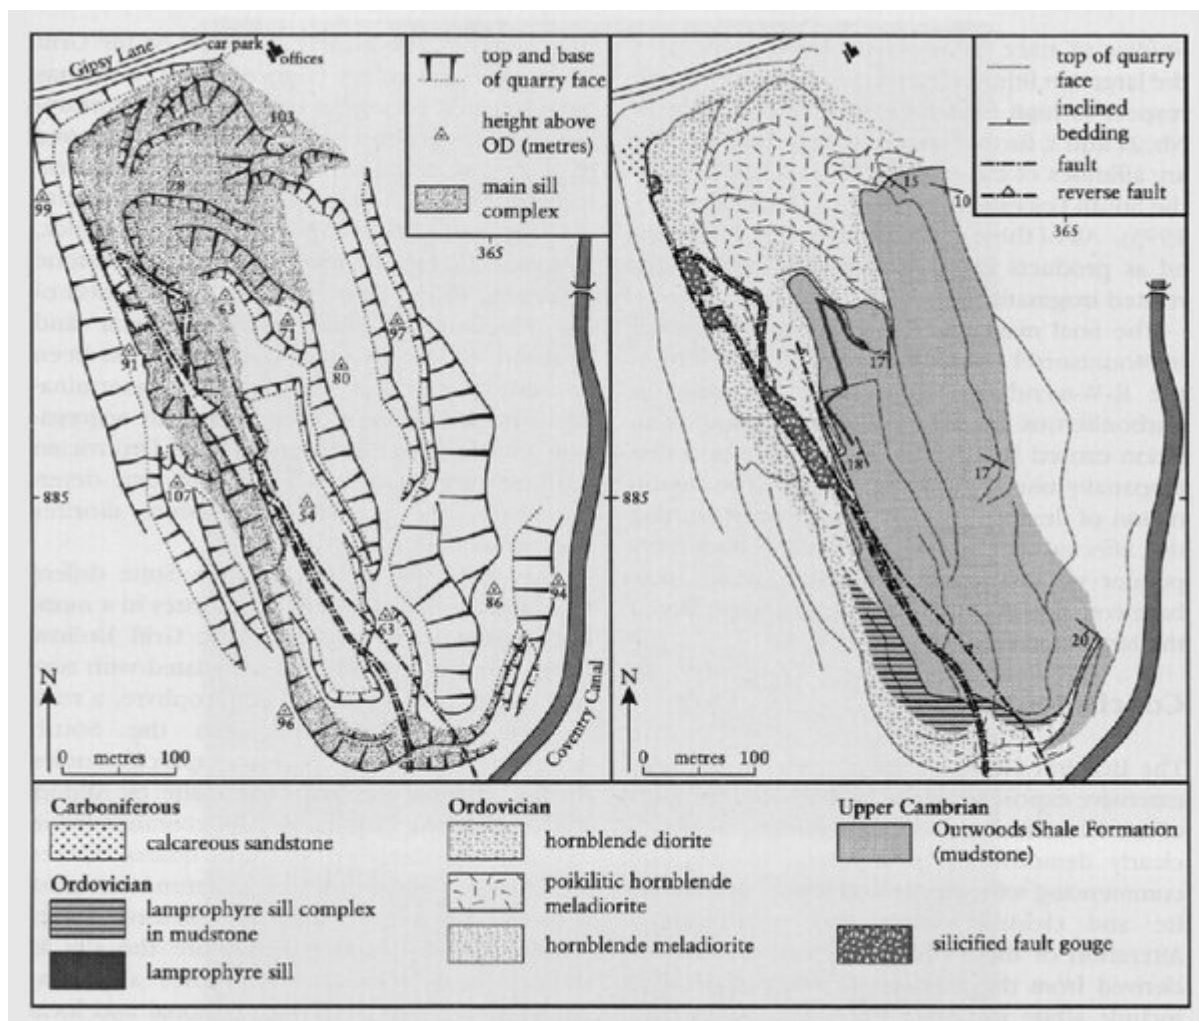 Gipsy Lane
car park
offices
top and base
of quarry face
height above
OD (metres)
main sill
complex
103
78
99
365
63
71
97
91
80
107
885
54
53
86
94
96
N
0 metres 100
Coventry Canal
top of quarry
face
inclined
bedding
fault
reverse fault
15
10
365
17
18
17
885
20
N
0 metres 100
Carboniferous
calcareous sandstone
Ordovician
lamprophyre sill complex
in mudstone
lamprophyre sill
Ordovician
hornblende diorite
poikilitic hornblende
meladiorite
hornblende meladiorite
Upper Cambrian
Outwoods Shale Formation
(mudstone)
silicified fault gouge